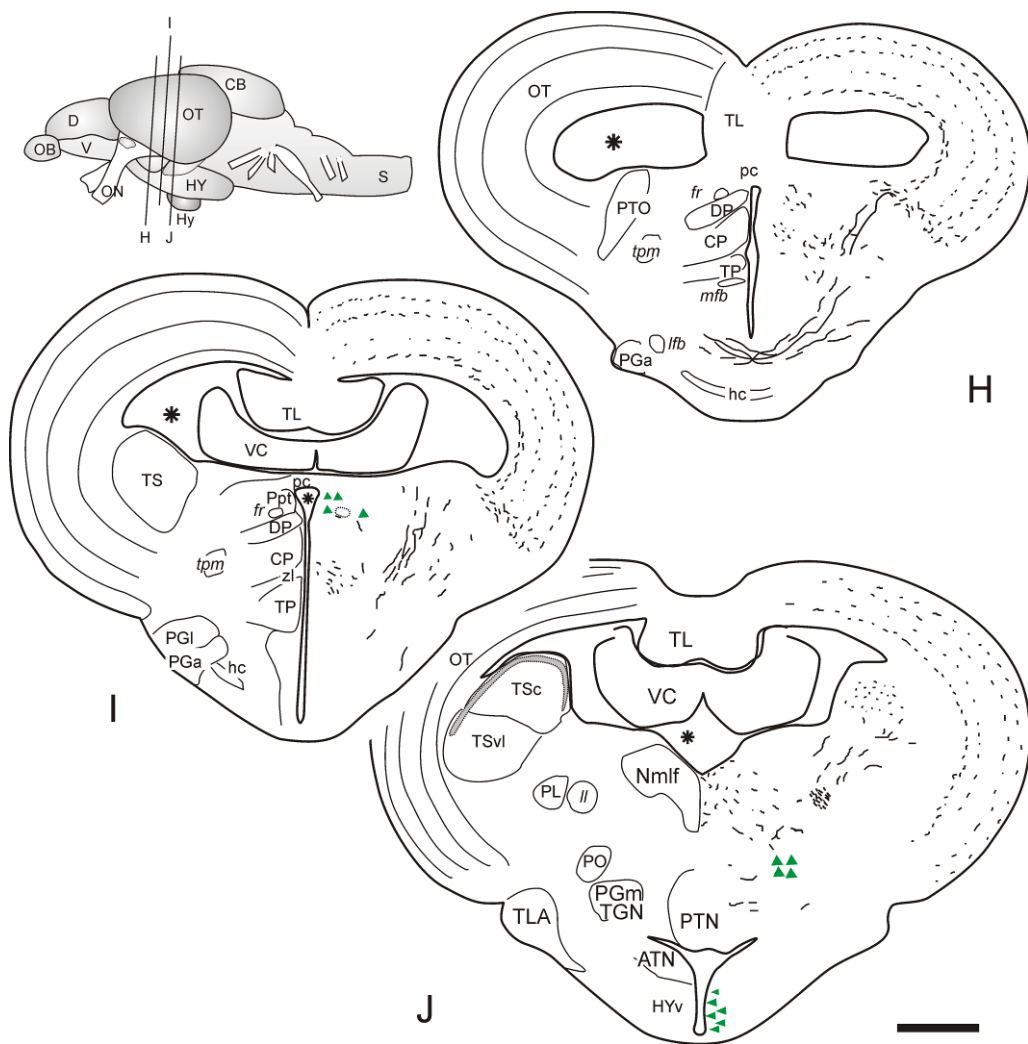 I
CB
OT
D
OB
V
ON
HY
Hy
S
H
J
OT
TL
pc
fr
DP
PTO
CP
tpm
TP
mfb
lfb
PGa
hc
H
TL
VC
TS
pc
Ppt
fr
DP
tpm
CP
zl
TP
PGl
PGa
hc
I
OT
TL
TSc
VC
TSvl
Nmlf
PL
ll
PO
PGm
TGN
TLA
PTN
ATN
HYv
J